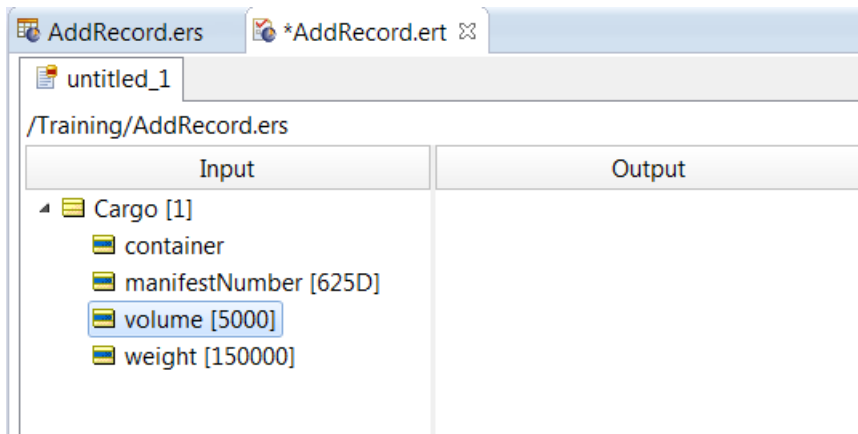 AddRecord.ers *AddRecord.ert
untitled_1
/Training/AddRecord.ers
Input Output
Cargo [1]
container
manifestNumber [625D]
volume [5000]
weight [150000]